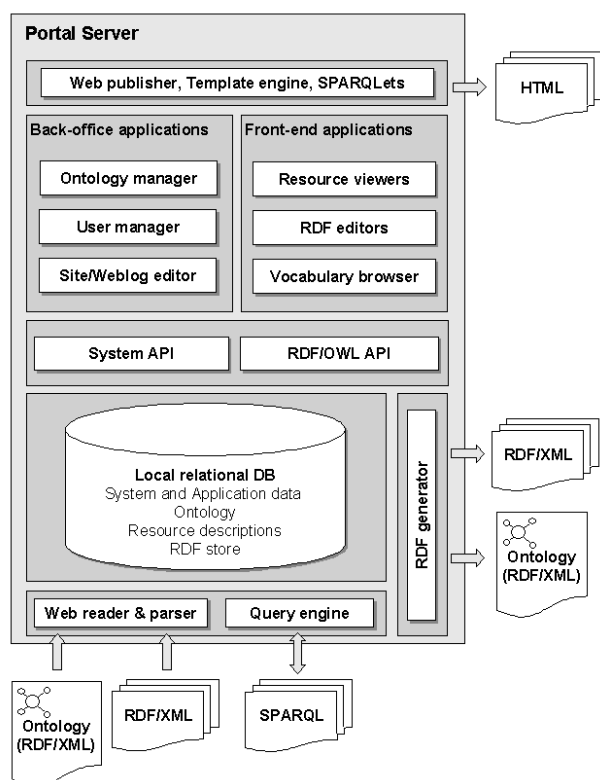 Portal Server
Web publisher, Template engine, SPARQLets
HTML
Back-office applications
Ontology manager
User manager
Site/Weblog editor
Front-end applications
Resource viewers
RDF editors
Vocabulary browser
System API
RDF/OWL API
Local relational DB
System and Application data
Ontology
Resource descriptions
RDF store
RDF generator
RDF/XML
Ontology
(RDF/XML)
Web reader & parser
Query engine
Ontology
(RDF/XML)
RDF/XML
SPARQL